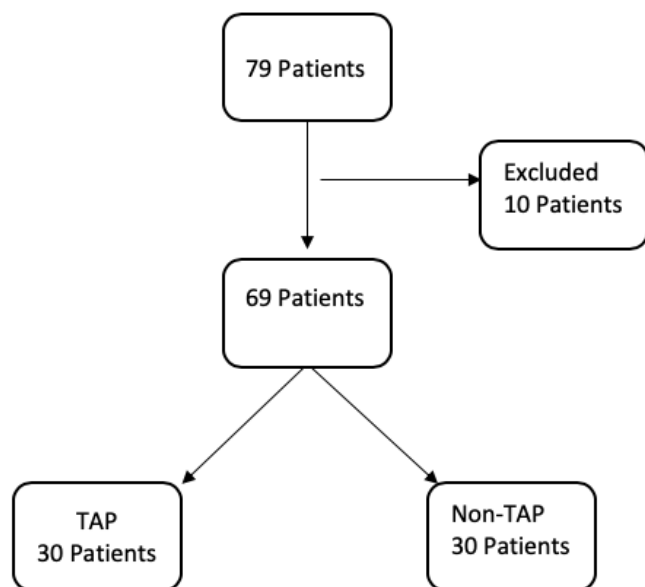 79 Patients
Excluded
10 Patients
69 Patients
TAP
30 Patients
Non-TAP
30 Patients